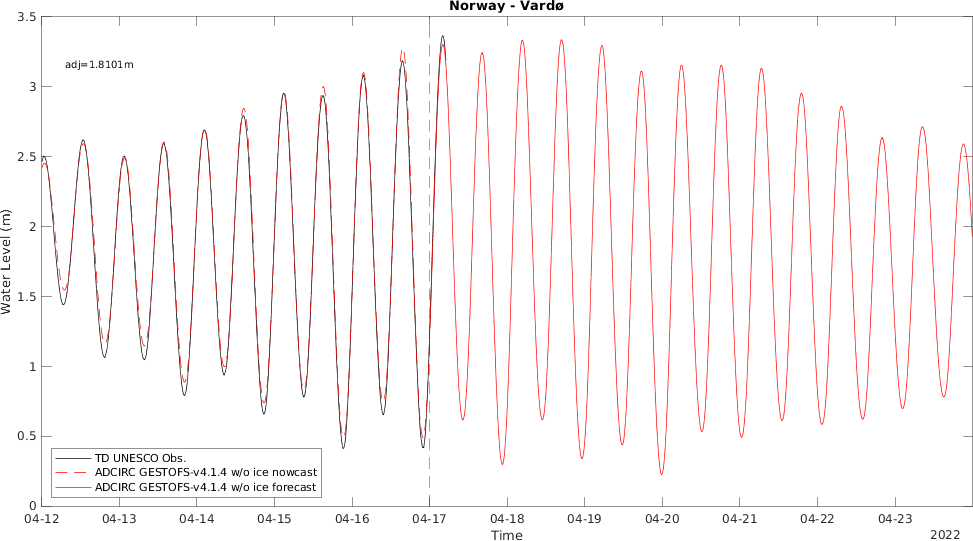 Norway - Vardø
3.5
adj=1.8101m
3
2.5
2
Water Level (m)
1.5
1
0.5
TD UNESCO Obs.
ADCIRC GESTOFS-v4.1.4 w/o ice nowcast
ADCIRC GESTOFS-v4.1.4 w/o ice forecast
0
04-12 04-13 04-14 04-15 04-16 04-17 04-18 04-19 04-20 04-21 04-22 04-23
Time
2022